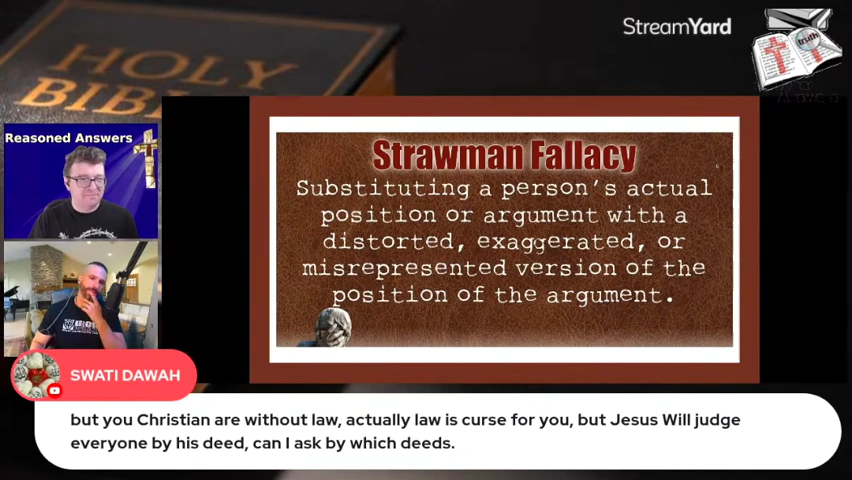 StreamYard
HOLY
BIBL
truth
Reasoned Answers
Strawman Fallacy
Substituting a person's actual
position or argument with a
distorted, exaggerated, or
misrepresented version of the
position of the argument.
SWATI DAWAH
but you Christian are without law, actually law is curse for you, but Jesus Will judge
everyone by his deed, can I ask by which deeds.